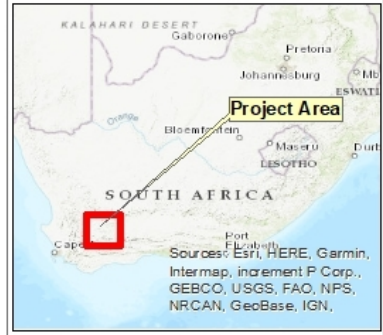 KALAHARI DESERT
Gaborone
Pretoria
Johannesburg
Mb
ESWATI
Project Area
Orange
Bloemfontein
Maseru
Durb
LESOTHO
SOUTH AFRICA
Port
Elizabeth
Cape
Sources: Esri, HERE, Garmin,
Intermap, increment P Corp.,
GEBCO, USGS, FAO, NPS,
NRCAN, GeoBase, IGN,